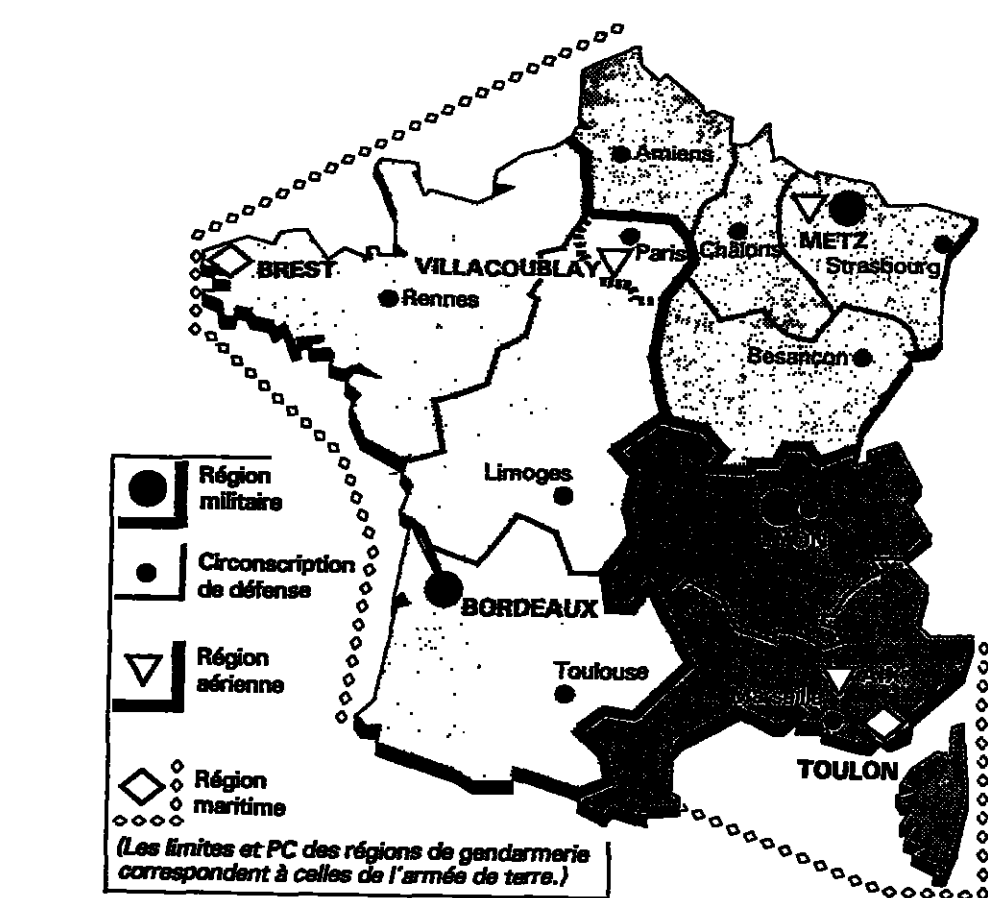 Amiens
METZ
Paris
Châlons
Strasbourg
BREST
VILLACOUBLAY
Rennes
Besançon
Limoges
BORDEAUX
Toulouse
Marseille
TOULON
Région
militaire
Circonscription
de défense
Région
aérienne
Région
maritime
(Les limites et PC des régions de gendarmerie
correspondent à celles de l'armée de terre.)